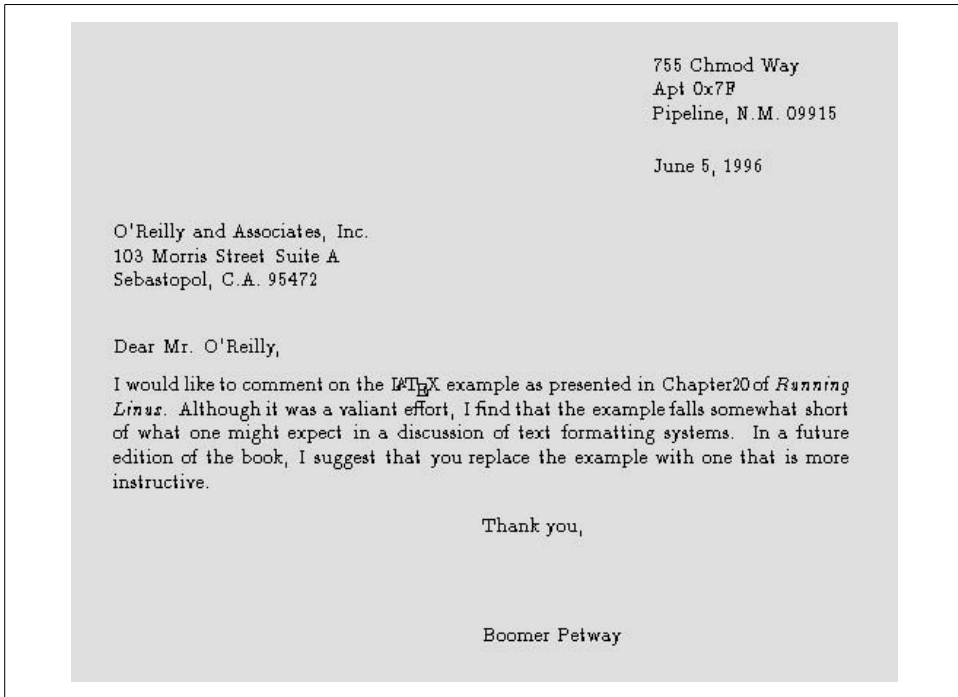 755 Chmod Way
Apt 0x7F
Pipeline, N.M. 09915
June 5, 1996
O'Reilly and Associates, Inc.
103 Morris Street Suite A
Sebastopol, C.A. 95472
Dear Mr. O'Reilly,
I would like to comment on the LATEX example as presented in Chapter20 of Running
Linux. Although it was a valiant effort, I find that the example falls somewhat short
of what one might expect in a discussion of text formatting systems. In a future
edition of the book, I suggest that you replace the example with one that is more
instructive.
Thank you,
Boomer Petway